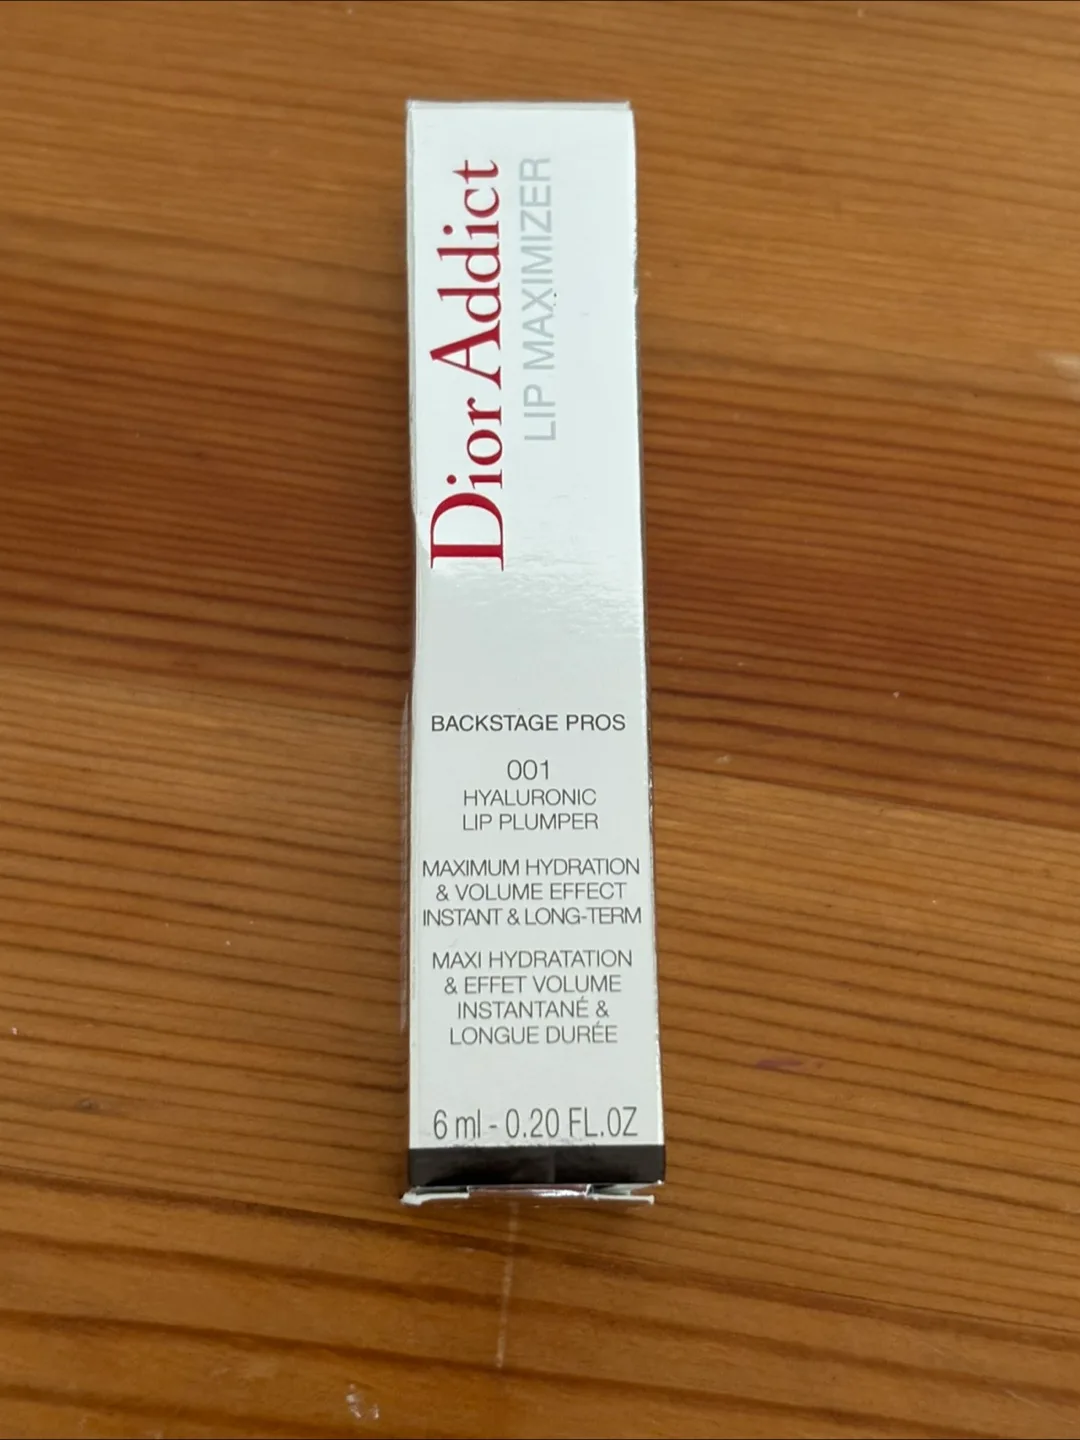 Dior Addict
LIP MAXIMIZER
BACKSTAGE PROS
001
HYALURONIC
LIP PLUMPER
MAXIMUM HYDRATION
& VOLUME EFFECT
INSTANT & LONG-TERM
MAXI HYDRATATION
& EFFET VOLUME
INSTANTANÉ &
LONGUE DURÉE
6 ml - 0.20 FL.OZ